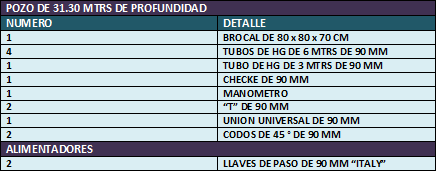 POZO DE 31.30 MTRS DE PROFUNDIDAD
NUMERO DETALLE
1 BROCAL DE 80 x 80 x 70 CM
4 TUBOS DE HG DE 6 MTRS DE 90 MM
1 TUBO DE HG DE 3 MTRS DE 90 MM
1 CHECKE DE 90 MM
1 MANOMETRO
2 “T” DE 90 MM
1 UNION UNIVERSAL DE 90 MM
2 CODOS DE 45 ° DE 90 MM
ALIMENTADORES
2 LLAVES DE PASO DE 90 MM “ITALY”